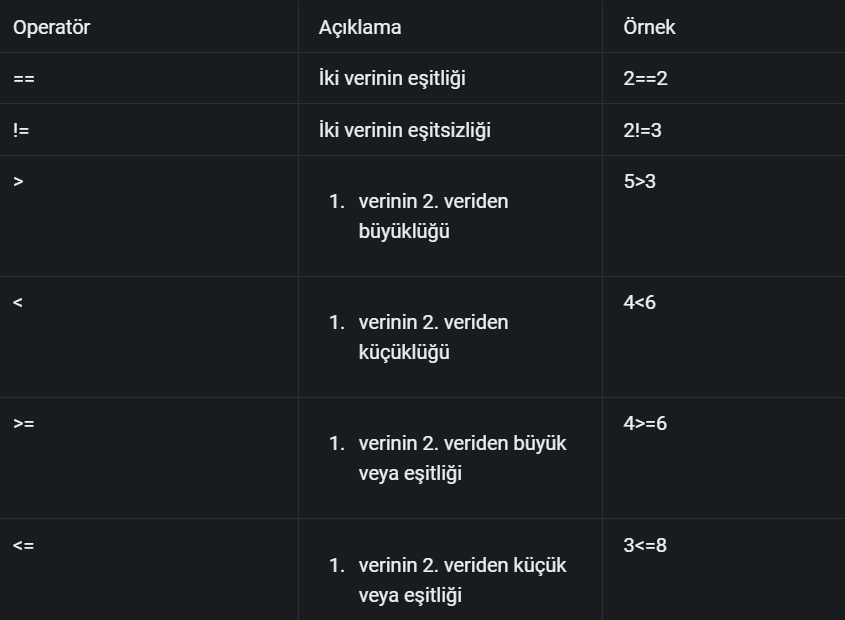 Operatör Açıklama Örnek
== İki verinin eşitliği 2==2
!= İki verinin eşitsizliği 2!=3
> 5>3
1. verinin 2. veriden
büyüklüğü
< 4<6
1. verinin 2. veriden
küçüklüğü
>= 4>=6
1. verinin 2. veriden büyük
veya eşitliği
<= 3<=8
1. verinin 2. veriden küçük
veya eşitliği